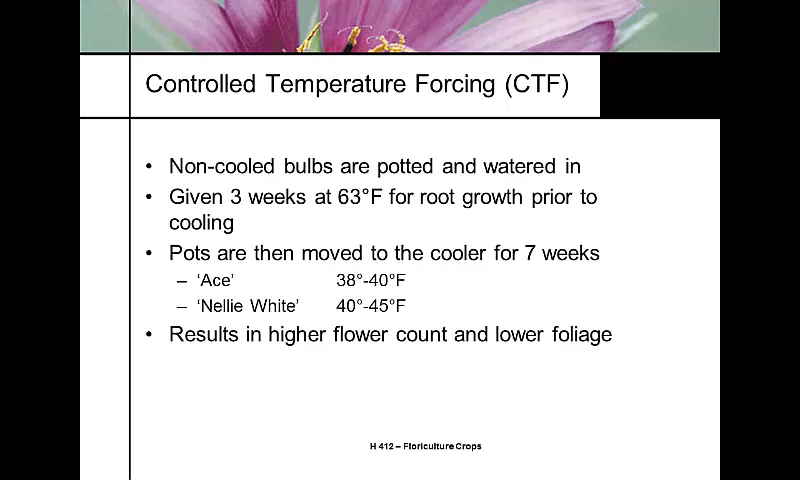 Controlled Temperature Forcing (CTF)
• Non-cooled bulbs are potted and watered in
• Given 3 weeks at 63°F for root growth prior to
cooling
• Pots are then moved to the cooler for 7 weeks
– ‘Ace’ 38°-40°F
– ‘Nellie White’ 40°-45°F
• Results in higher flower count and lower foliage
H 412 – Floriculture Crops